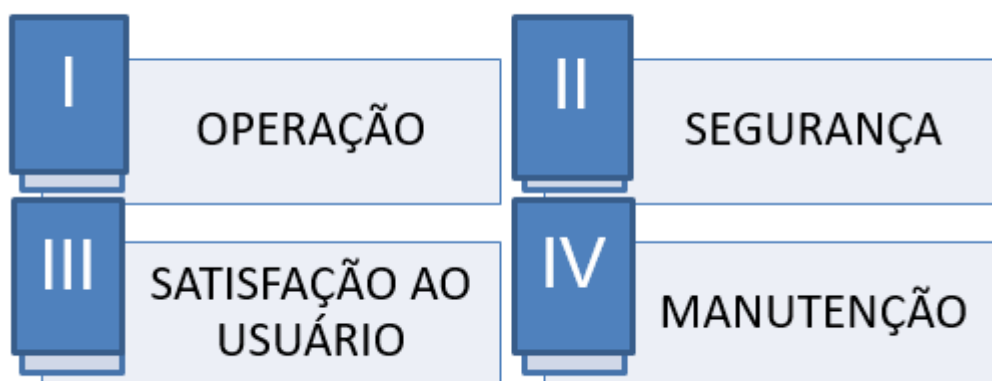 I
OPERAÇÃO
II
SEGURANÇA
III
SATISFAÇÃO AO
USUÁRIO
IV
MANUTENÇÃO